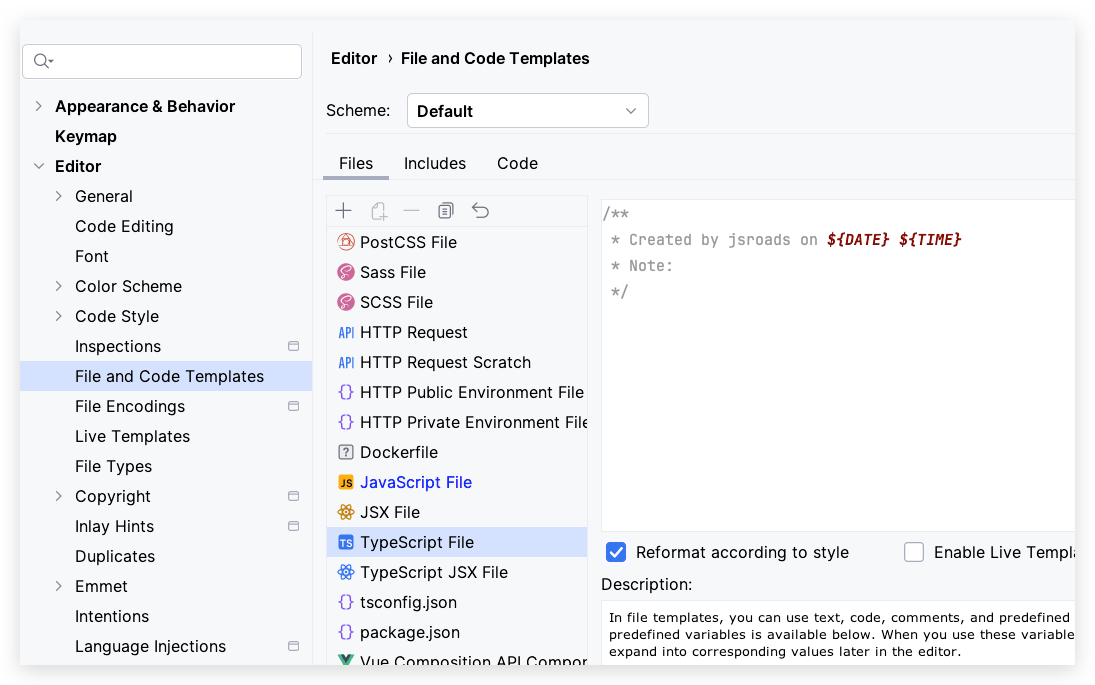 Appearance & Behavior
Keymap
Editor
General
Code Editing
Font
Color Scheme
Code Style
Inspections
File and Code Templates
File Encodings
Live Templates
File Types
Copyright
Inlay Hints
Duplicates
Emmet
Intentions
Language Injections
Editor › File and Code Templates
Scheme: Default
Files Includes Code
PostCSS File
Sass File
SCSS File
API HTTP Request
API HTTP Request Scratch
{} HTTP Public Environment File
{} HTTP Private Environment File
? Dockerfile
JS JavaScript File
JSX File
TS TypeScript File
TypeScript JSX File
{} tsconfig.json
{} package.json
Vue Composition API Compor
/**
* Created by jsroads on ${DATE} ${TIME}
* Note:
*/
Reformat according to style Enable Live Templa
Description:
In file templates, you can use text, code, comments, and predefined
predefined variables is available below. When you use these variable
expand into corresponding values later in the editor.